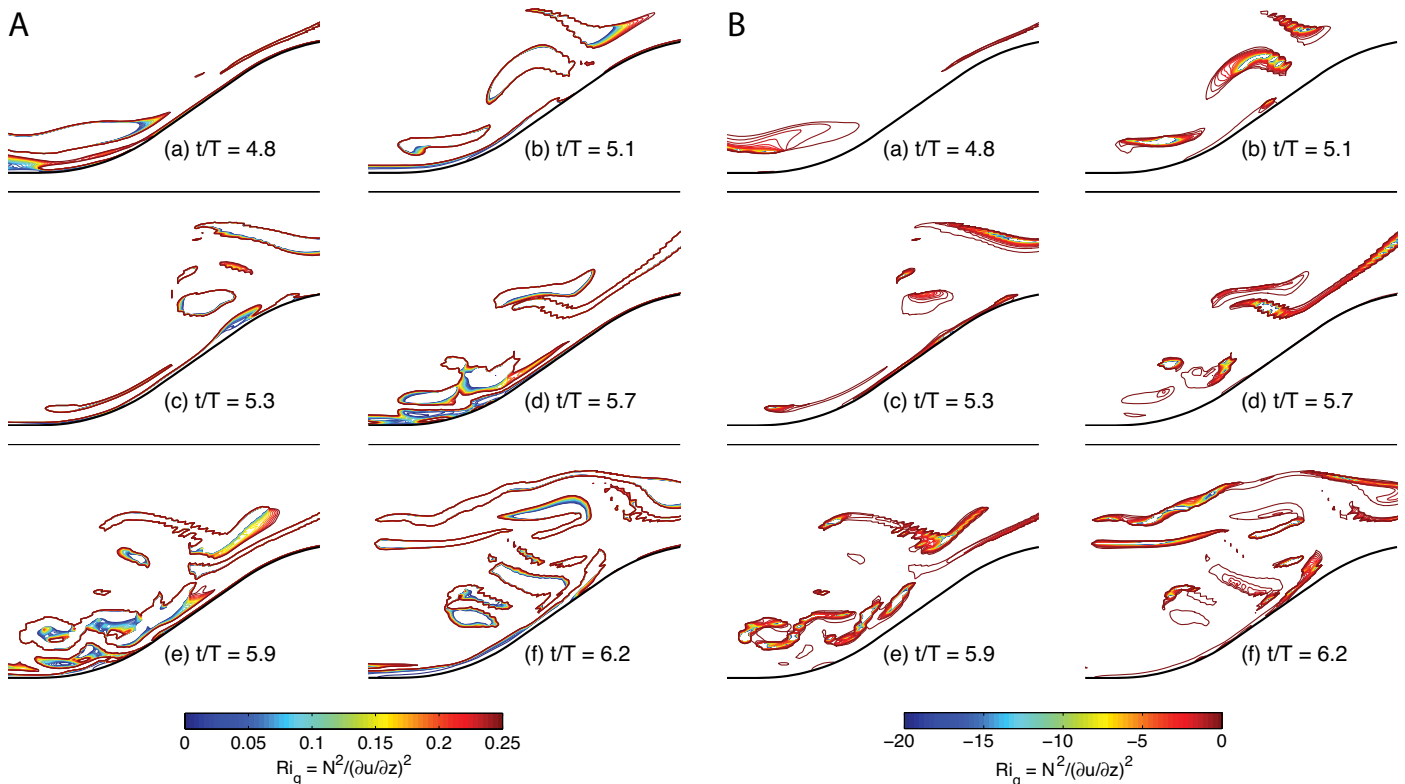 A
B
(a) t/T = 4.8
(b) t/T = 5.1
(a) t/T = 4.8
(b) t/T = 5.1
(c) t/T = 5.3
(d) t/T = 5.7
(c) t/T = 5.3
(d) t/T = 5.7
(e) t/T = 5.9
(f) t/T = 6.2
(e) t/T = 5.9
(f) t/T = 6.2
0 0.05 0.1 0.15 0.2 0.25
Ri_g = N^2/(∂u/∂z)^2
−20 −15 −10 −5 0
Ri_g = N^2/(∂u/∂z)^2